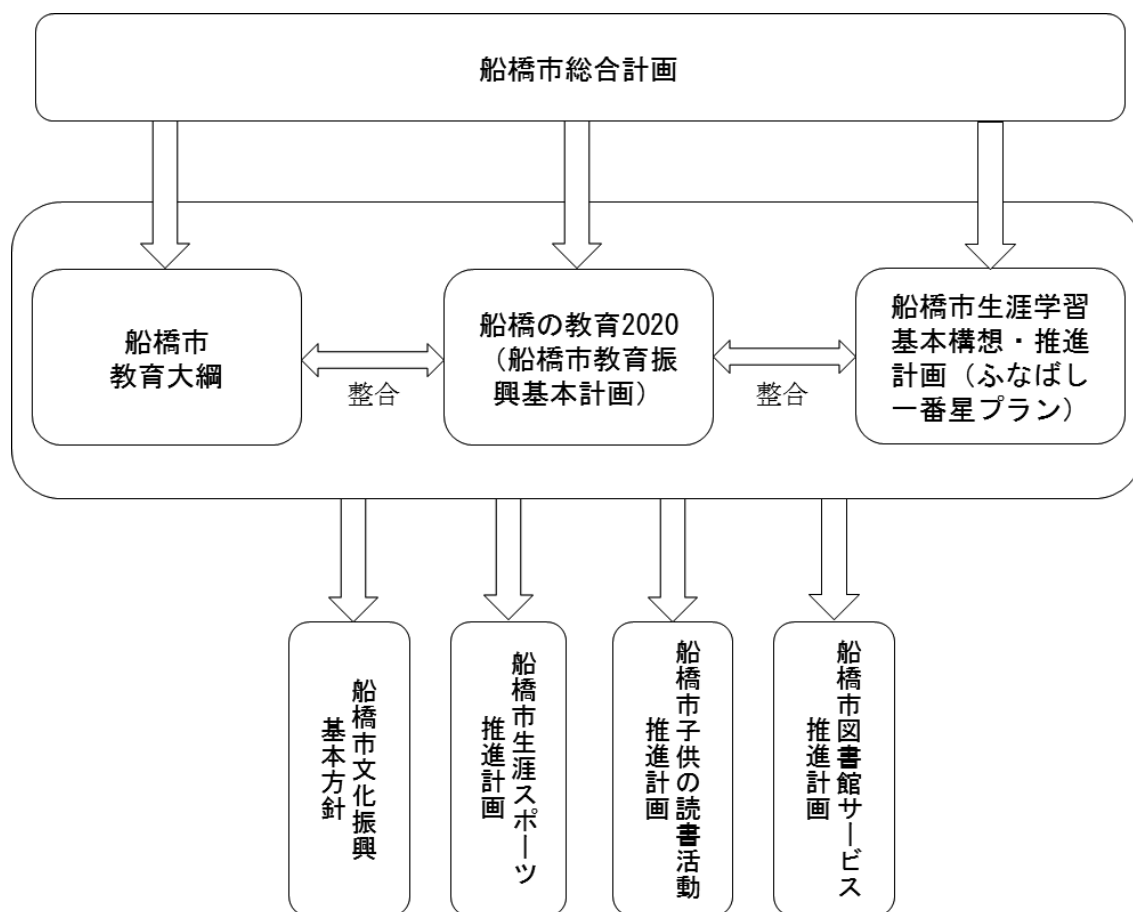 船橋市総合計画
船橋市
教育大綱
整合
船橋の教育2020
（船橋市教育振
興基本計画）
整合
船橋市生涯学習
基本構想・推進
計画（ふなばし
一番星プラン）
船橋市文化振興
基本方針
船橋市生涯スポーツ
推進計画
船橋市子供の読書活動
推進計画
船橋市図書館サービス
推進計画